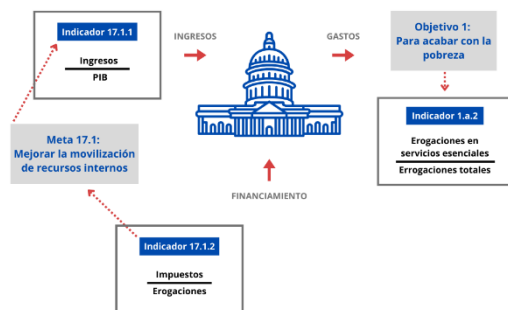 Indicador 17.1.1
Ingresos
PIB
INGRESOS
GASTOS
Objetivo 1:
Para acabar con la
pobreza
Indicador 1.a.2
Erogaciones en
servicios esenciales
Errogaciones totales
Meta 17.1:
Mejorar la movilización
de recursos internos
FINANCIAMIENTO
Indicador 17.1.2
Impuestos
Erogaciones